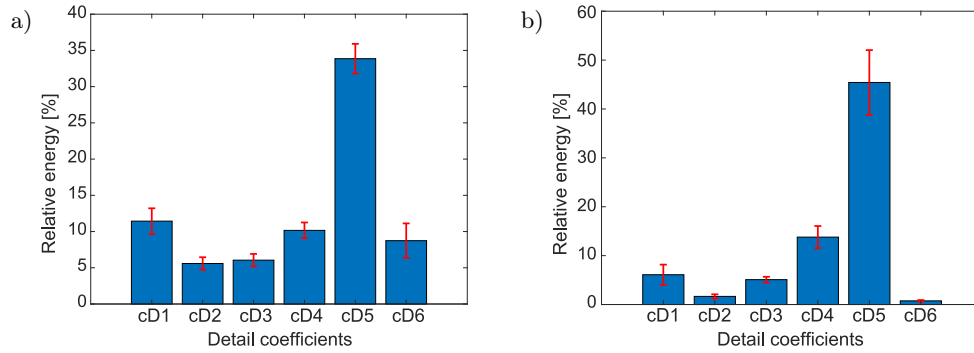 a)
Relative energy [%]
40
35
30
25
20
15
10
5
0
cD1 cD2 cD3 cD4 cD5 cD6
Detail coefficients
b)
Relative energy [%]
60
50
40
30
20
10
0
cD1 cD2 cD3 cD4 cD5 cD6
Detail coefficients